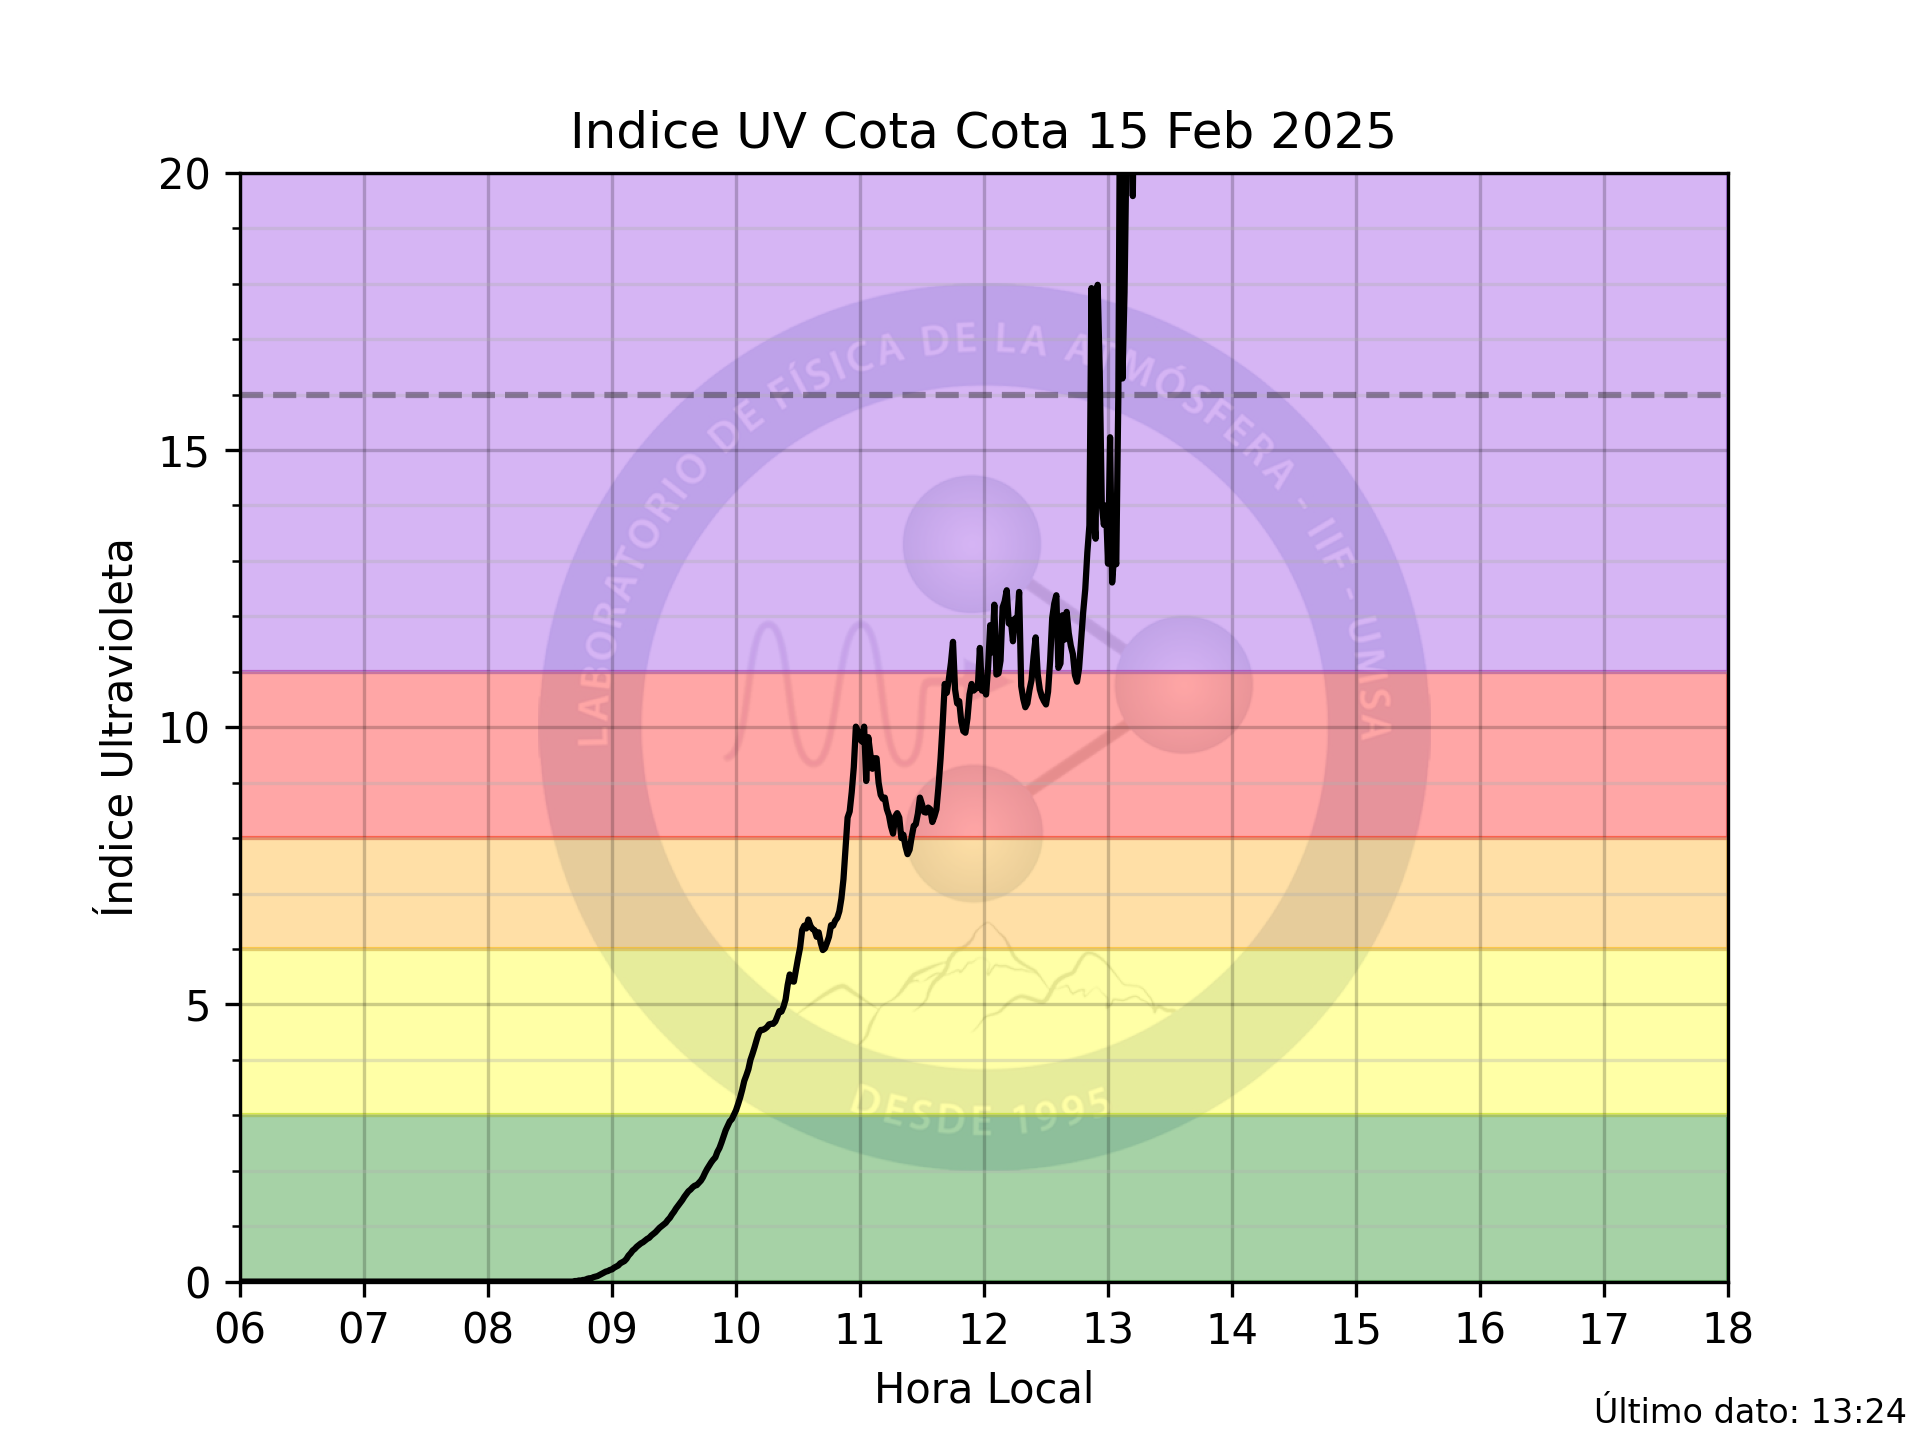 Indice UV Cota Cota 15 Feb 2025
20
15
10
5
0
Índice Ultravioleta
LABORATORIO DE FÍSICA DE LA ATMÓSFERA - IIF - UMSA
DESDE 1995
06 07 08 09 10 11 12 13 14 15 16 17 18
Hora Local
Último dato: 13:24